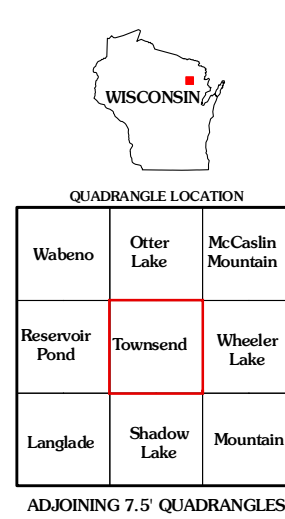 WISCONSIN
QUADRANGLE LOCATION
Wabeno
Otter
Lake
McCaslin
Mountain
Reservoir
Pond
Townsend
Wheeler
Lake
Langlade
Shadow
Lake
Mountain
ADJOINING 7.5' QUADRANGLES